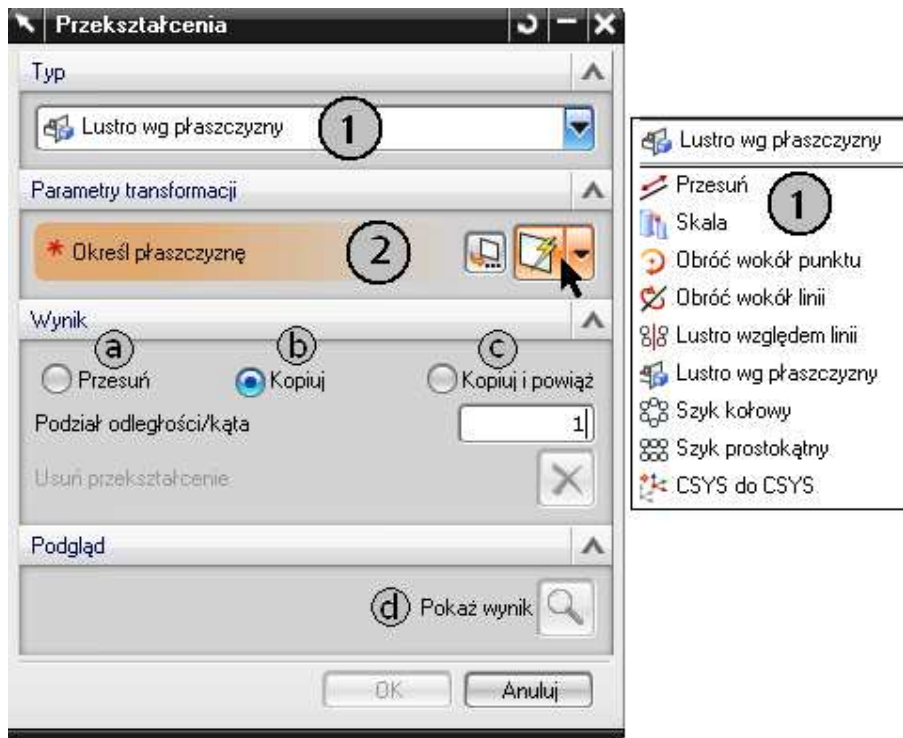 Przekształcenia
Typ
Lustro wg płaszczyzny
1
Parametry transformacji
* Określ płaszczyznę
2
Wynik
a
b
c
Przesuń
Kopiuj
Kopiuj i powiąż
Podział odległości/kąta
1
Usuń przekształcenie
Podgląd
d
Pokaż wynik
OK
Anuluj
Lustro wg płaszczyzny
Przesuń
1
Skala
Obróć wokół punktu
Obróć wokół linii
Lustro względem linii
Lustro wg płaszczyzny
Szyk kołowy
Szyk prostokątny
CSYS do CSYS